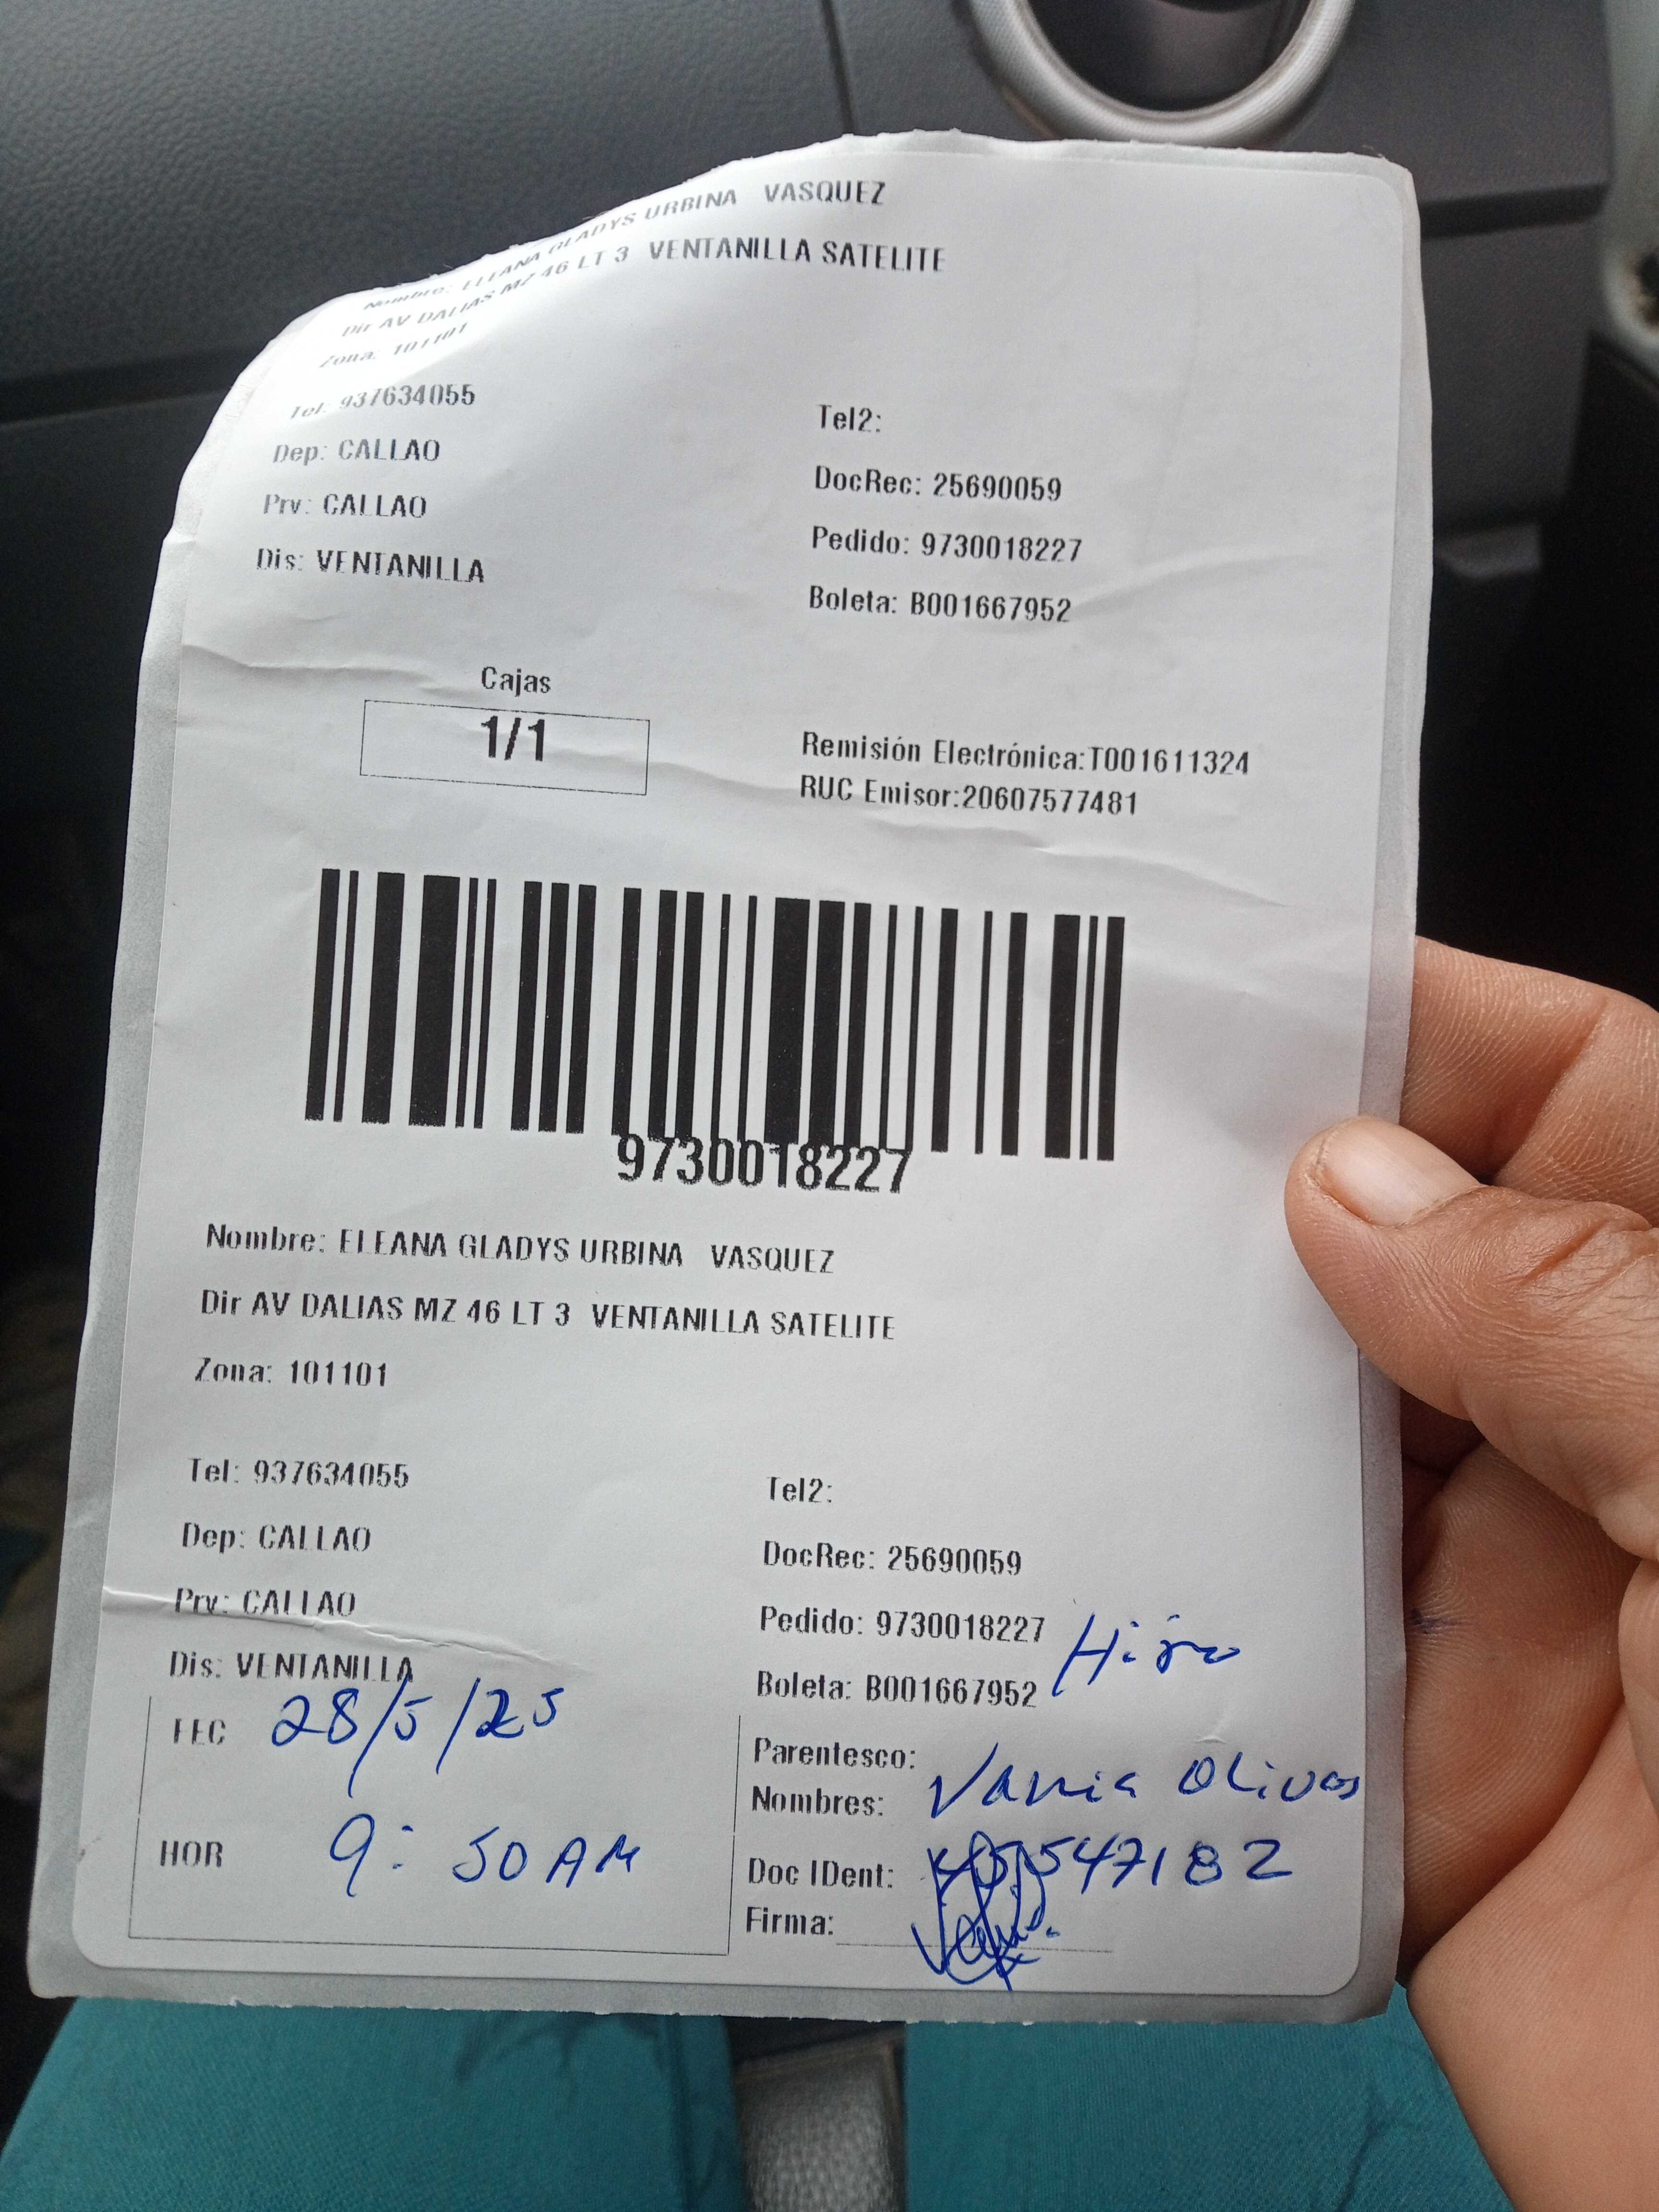 Nombre: ELEANA GLADYS URBINA VASQUEZ
Dir AV DALIAS MZ 46 LT 3 VENTANILLA SATELITE
Zona: 101101
Tel: 937634055
Tel2:
Dep: CALLAO
DocRec: 25690059
Prv: CALLAO
Pedido: 9730018227
Dis: VENTANILLA
Boleta: B001667952
Cajas
1/1
Remisión Electrónica:T001611324
RUC Emisor:20607577481
9730018227
Nombre: ELEANA GLADYS URBINA VASQUEZ
Dir AV DALIAS MZ 46 LT 3 VENTANILLA SATELITE
Zona: 101101
Tel: 937634055
Tel2:
Dep: CALLAO
DocRec: 25690059
Prv: CALLAO
Pedido: 9730018227
Dis: VENTANILLA
Boleta: B001667952
FEC 28/5/25
Parentesco:
Nombres: Vania Olivos
HOR 9:50 AM
Doc IDent:
Firma: